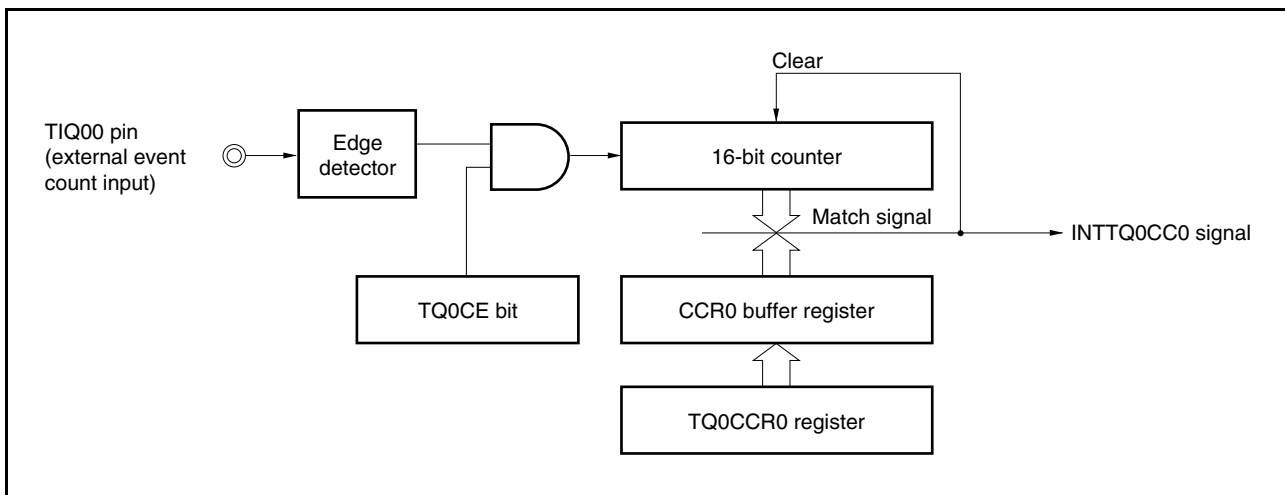 Clear
TIQ00 pin
(external event
count input)
Edge
detector
16-bit counter
Match signal
INTTQ0CC0 signal
TQ0CE bit
CCR0 buffer register
TQ0CCR0 register